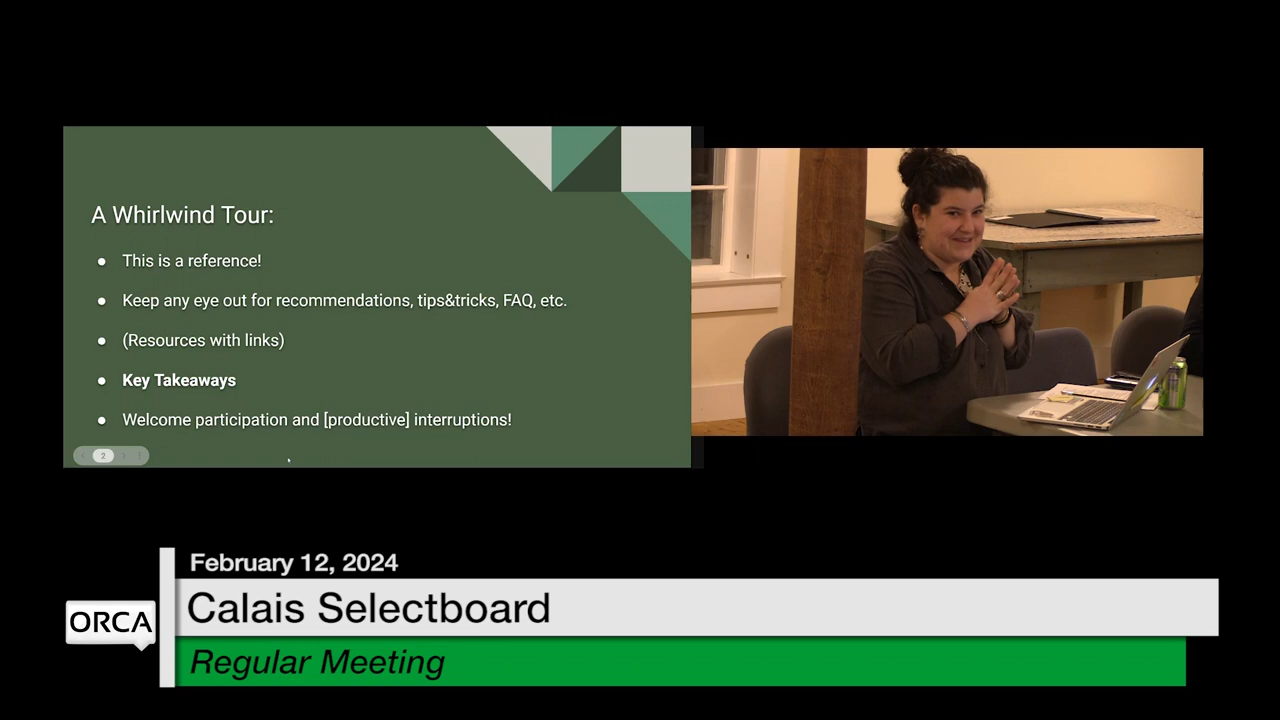 A Whirlwind Tour:
● This is a reference!
● Keep any eye out for recommendations, tips&tricks, FAQ, etc.
● (Resources with links)
● Key Takeaways
● Welcome participation and [productive] interruptions!
2
February 12, 2024
Calais Selectboard
ORCA
Regular Meeting